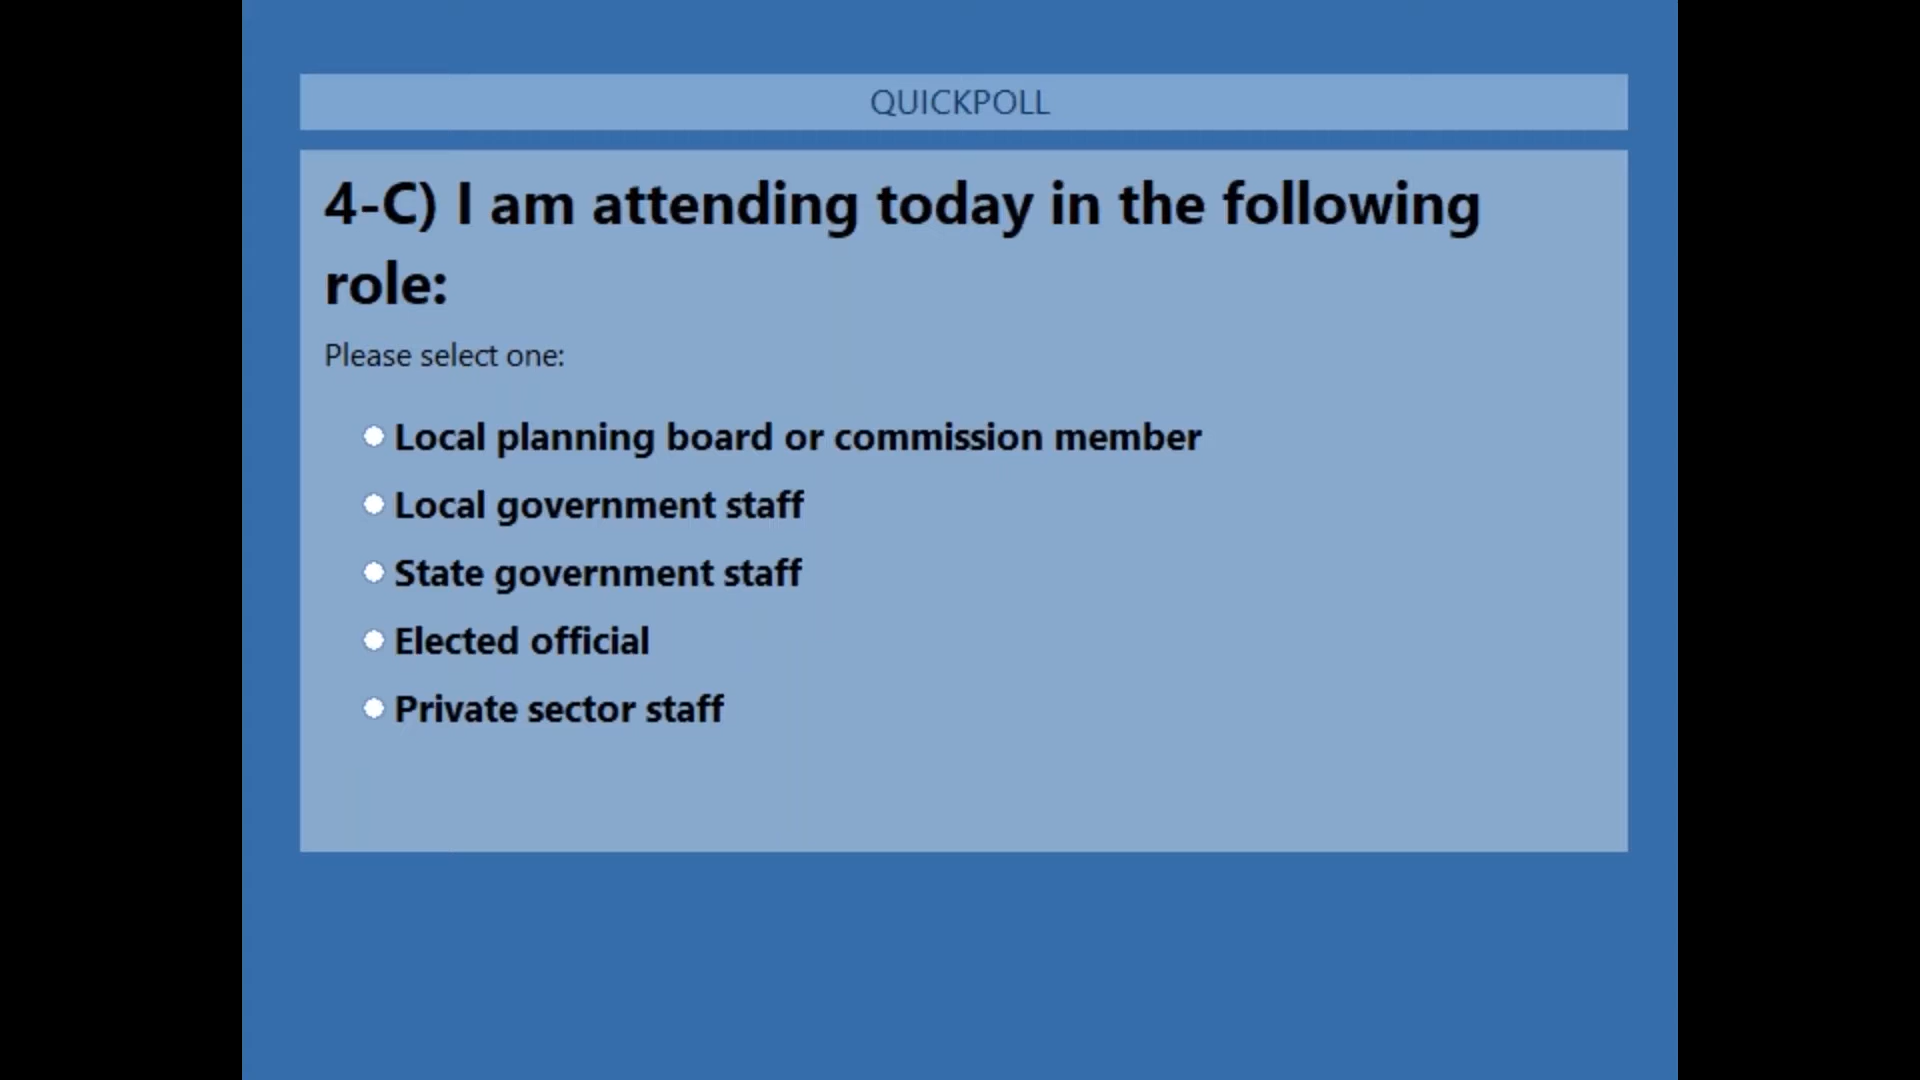 QUICKPOLL
4-C) I am attending today in the following
role:
Please select one:
Local planning board or commission member
Local government staff
State government staff
Elected official
Private sector staff